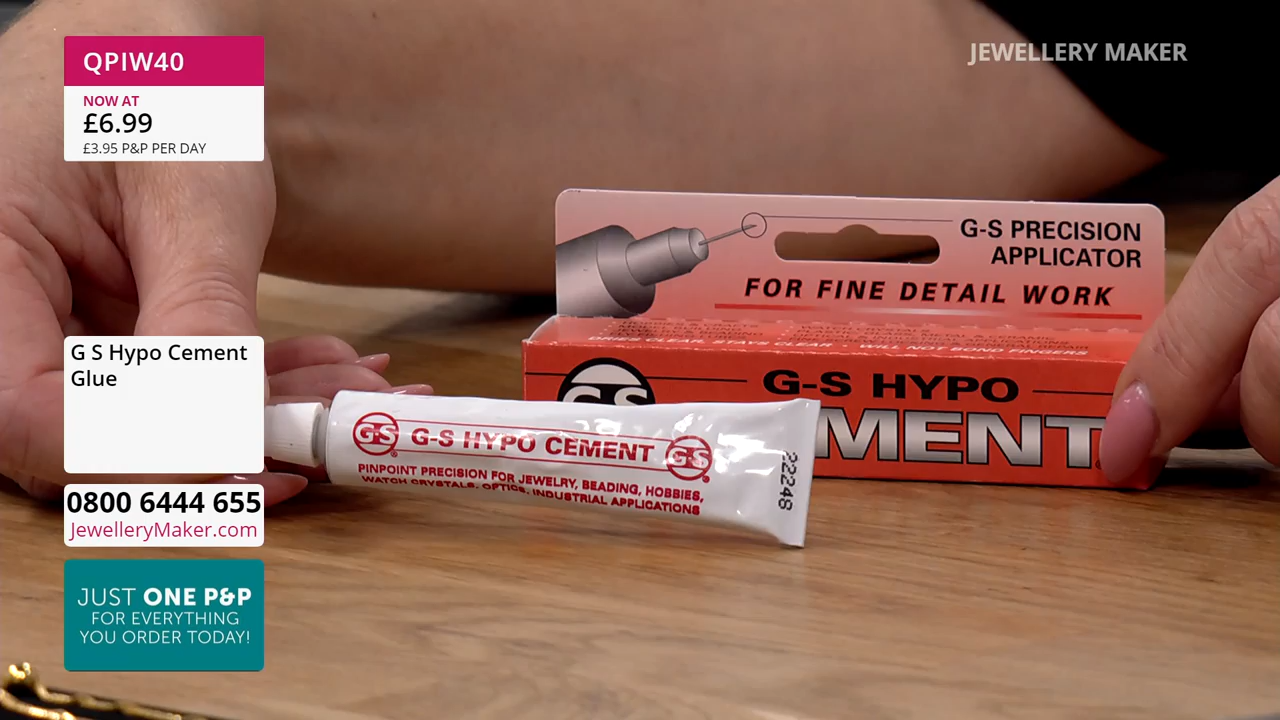 QPIW40
NOW AT
£6.99
£3.95 P&P PER DAY
JEWELLERY MAKER
G-S PRECISION
APPLICATOR
FOR FINE DETAIL WORK
DRIES CLEAR, STAYS CLEAR • WILL NOT BOND FINGERS
GS
G-S HYPO
MENT
G S Hypo Cement
Glue
G-S
G-S HYPO CEMENT
G-S
PINPOINT PRECISION FOR JEWELRY, BEADING, HOBBIES,
WATCH CRYSTALS, OPTICS, INDUSTRIAL APPLICATIONS
22248
0800 6444 655
JewelleryMaker.com
JUST ONE P&P
FOR EVERYTHING
YOU ORDER TODAY!